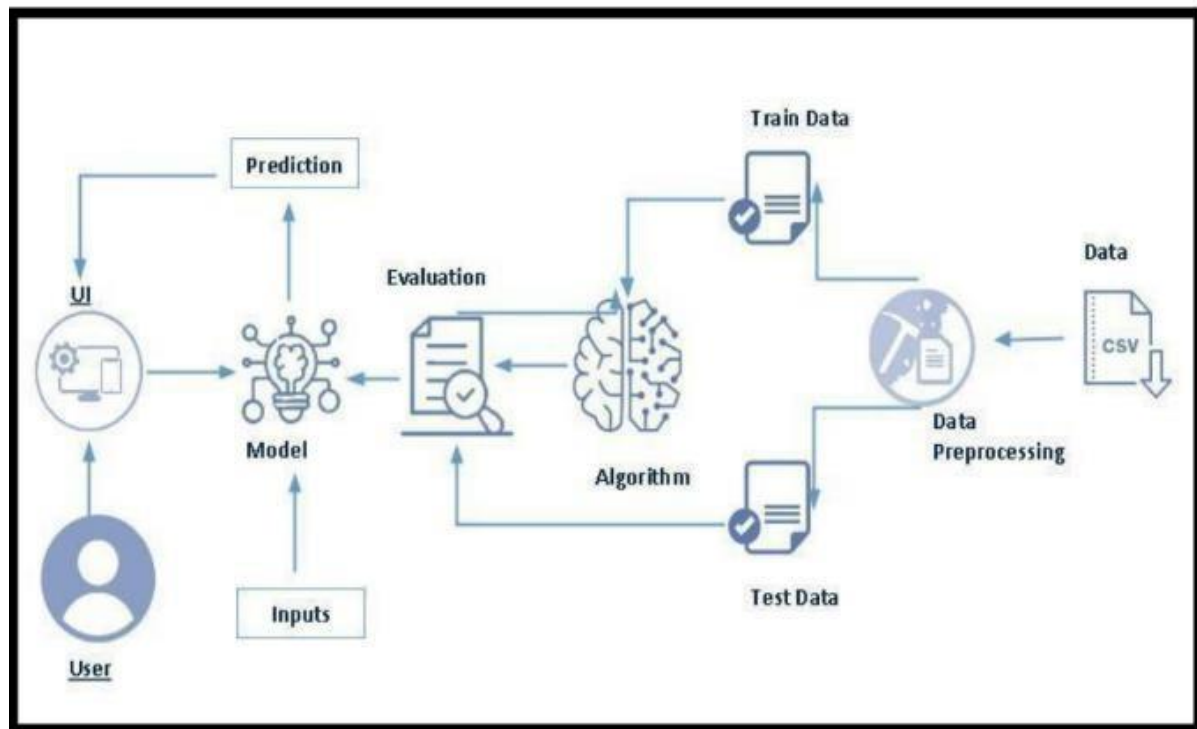 Train Data
Prediction
Data
Evaluation
UI
CSV
Data
Preprocessing
Model
Algorithm
Inputs
Test Data
User